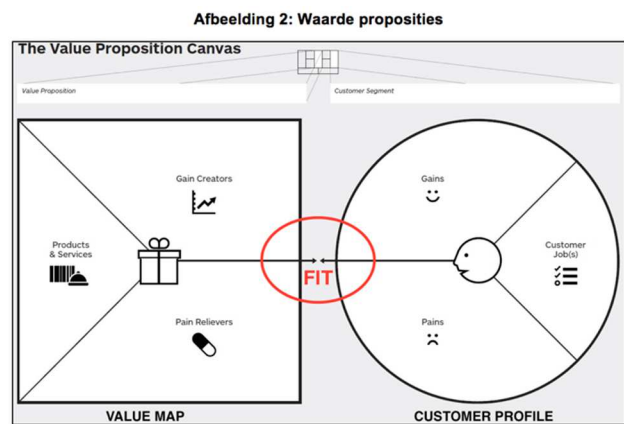 Afbeelding 2: Waarde proposities
The Value Proposition Canvas
Value Proposition
Customer Segment
Gain Creators
Gains
Products
& Services
Customer
Job(s)
FIT
Pain Relievers
Pains
VALUE MAP
CUSTOMER PROFILE